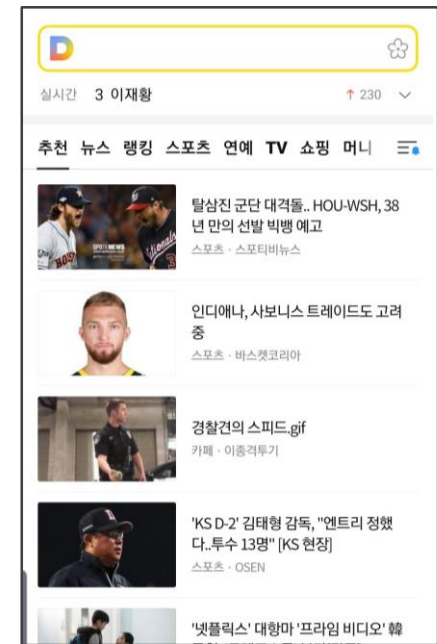 D
실시간 3 이재황 ↑ 230
추천 뉴스 랭킹 스포츠 연예 TV 쇼핑 머니
탈삼진 군단 대격돌.. HOU-WSH, 38
년 만의 선발 빅뱅 예고
스포츠 · 스포티비뉴스
SPOTV NEWS
인디애나, 사보니스 트레이드도 고려
중
스포츠 · 바스켓코리아
경찰견의 스피드.gif
카페 · 이종격투기
'KS D-2' 김태형 감독, "엔트리 정했
다..투수 13명" [KS 현장]
스포츠 · OSEN
'넷플릭스' 대항마 '프라임 비디오' 韓